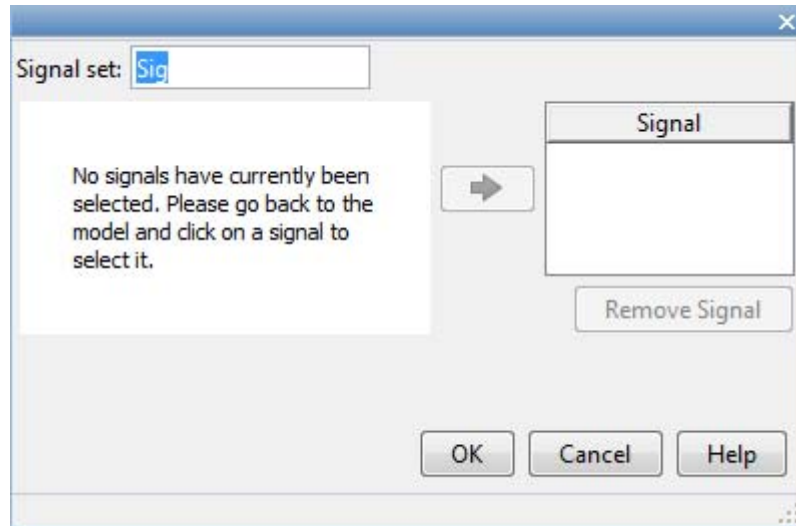 Signal set: Sig
Signal
No signals have currently been
selected. Please go back to the
model and click on a signal to
select it.
Remove Signal
OK Cancel Help